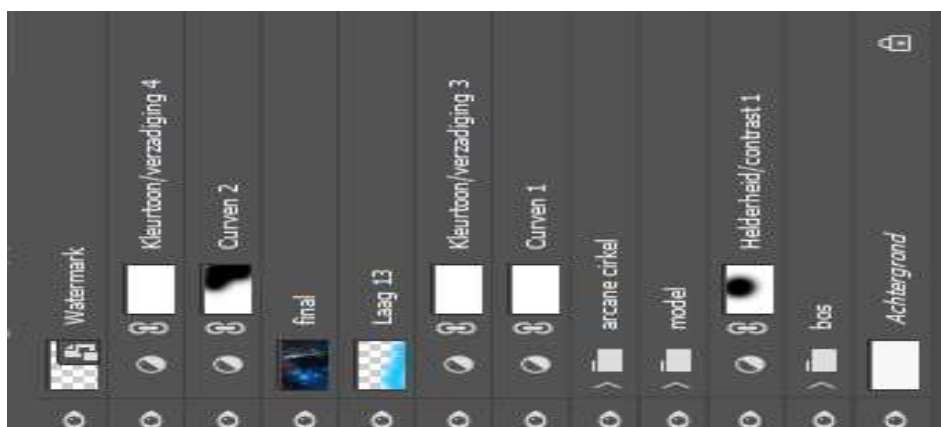 Watermark
Kleurtoon/verzadiging 4
Curven 2
final
Laag 13
Kleurtoon/verzadiging 3
Curven 1
arcane cirkel
model
Helderheid/contrast 1
bos
Achtergrond